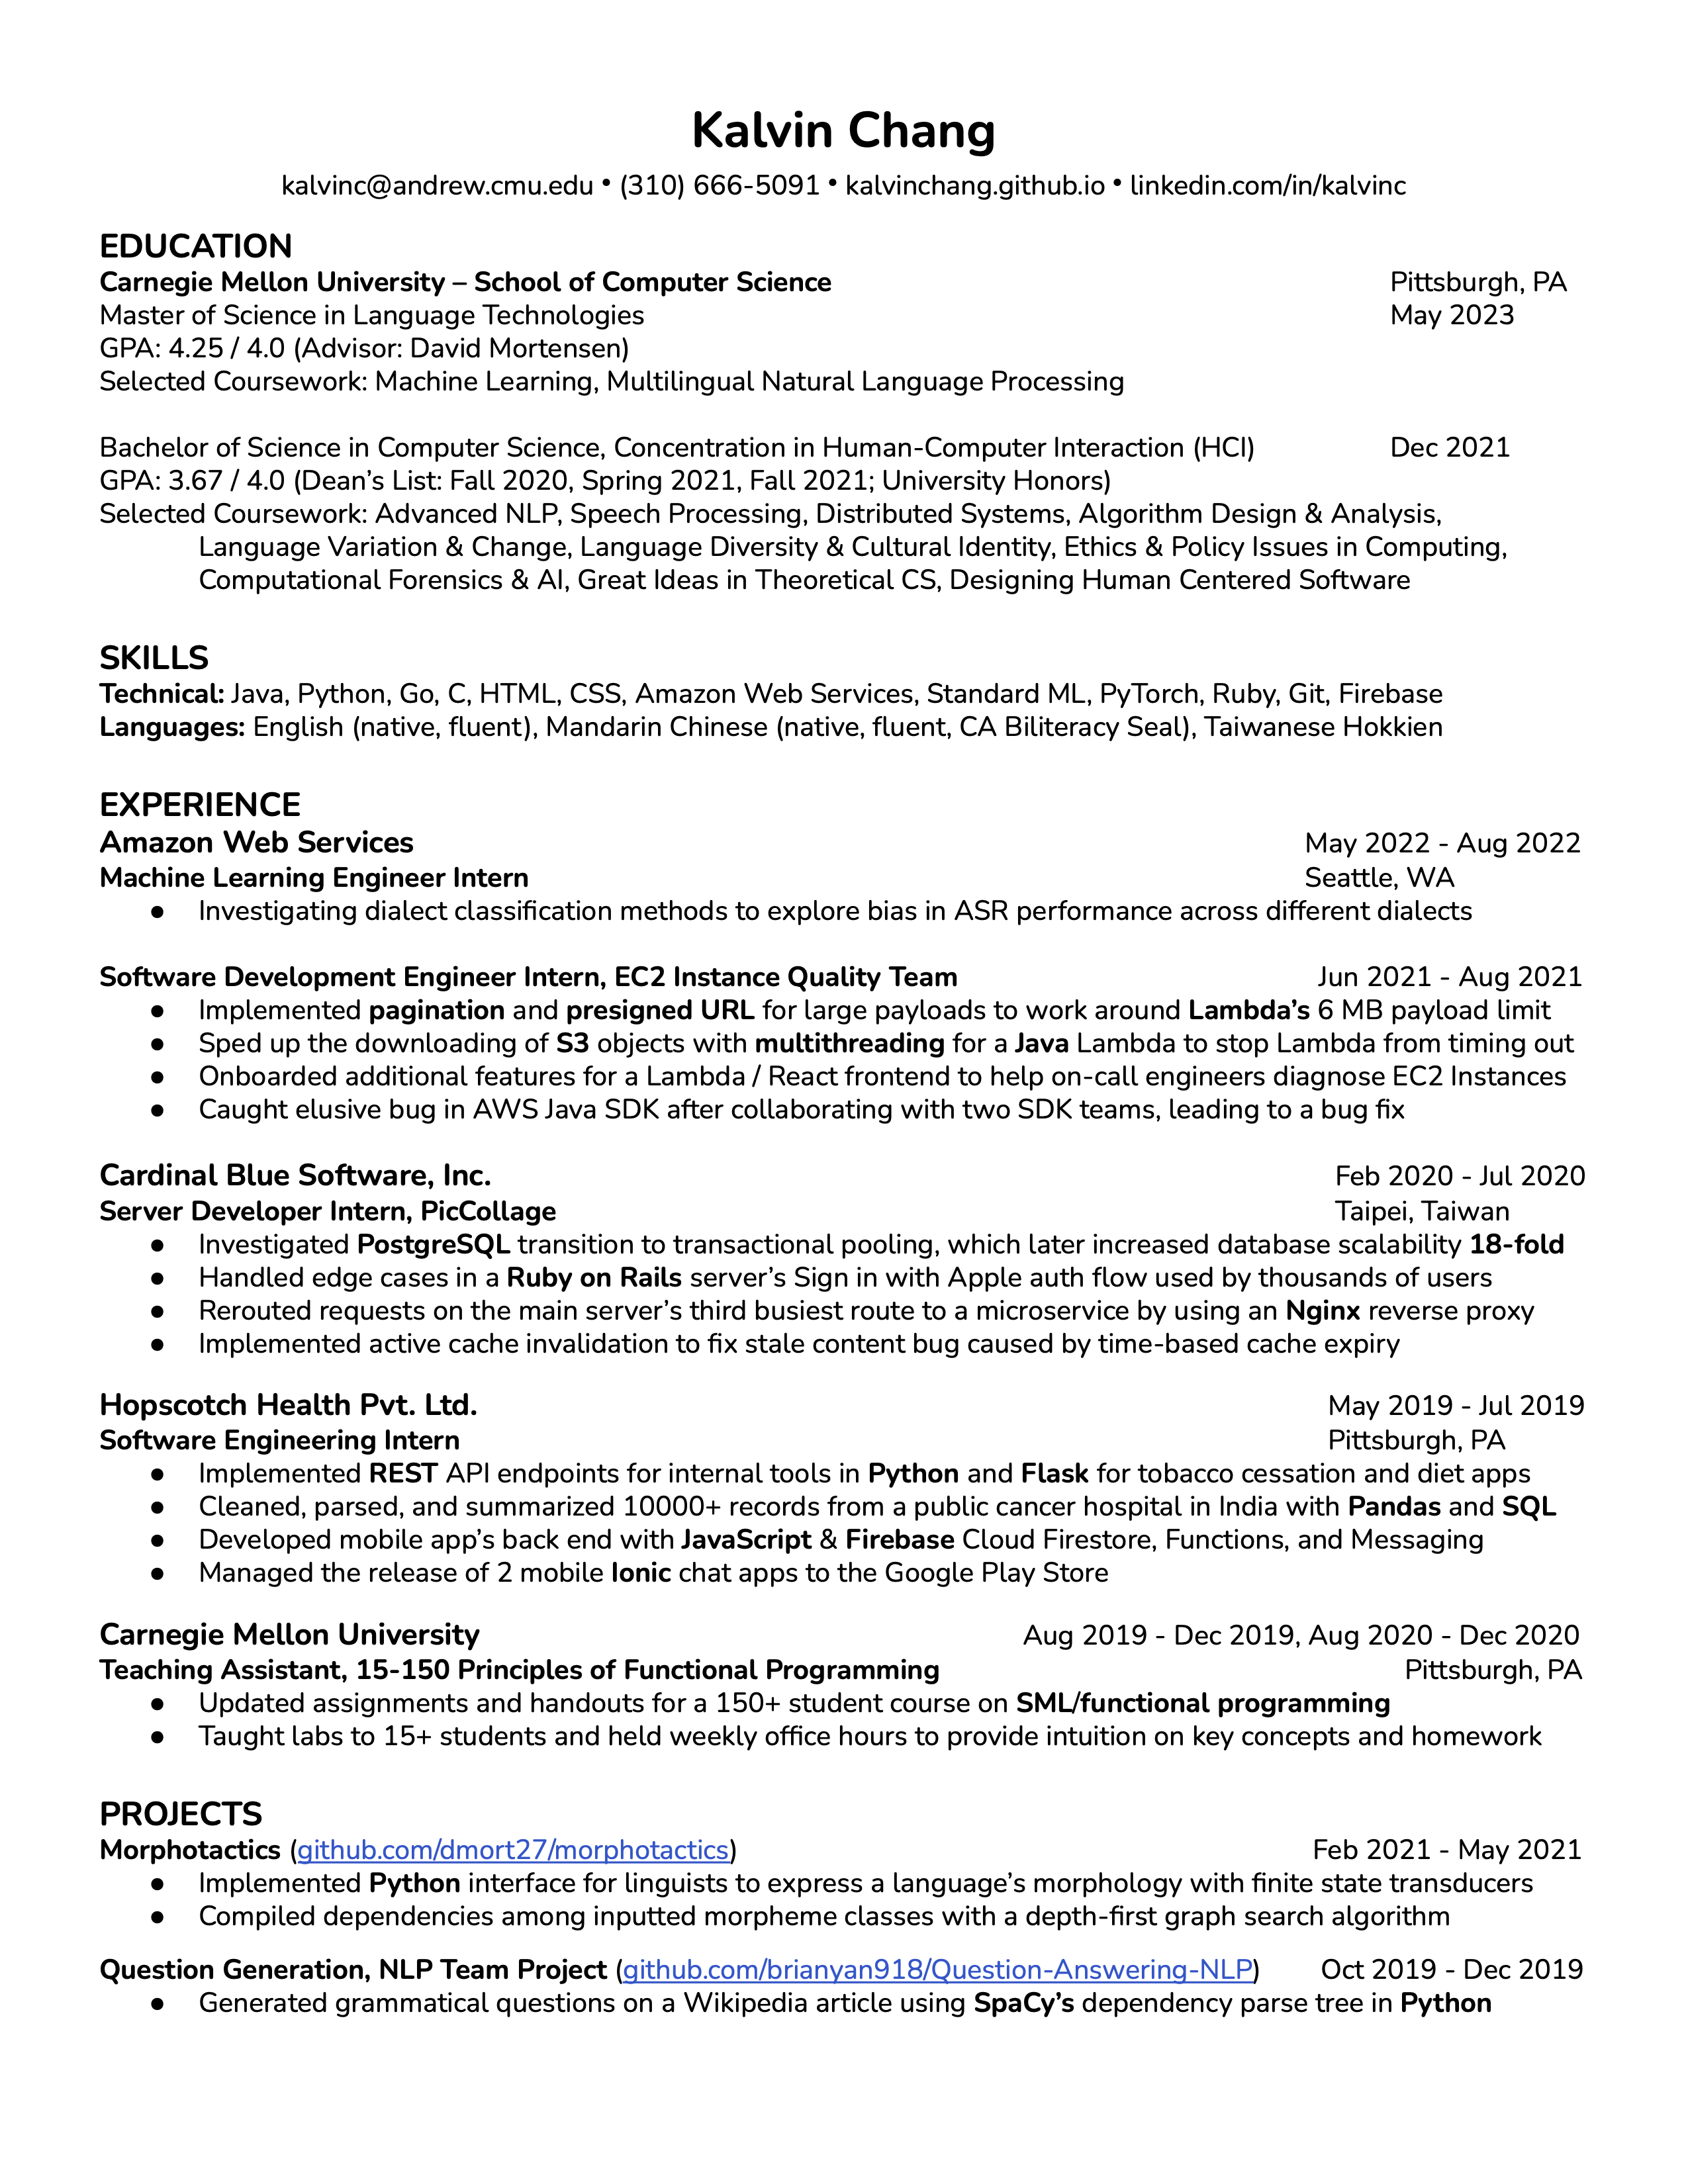 Kalvin Chang
kalvinc@andrew.cmu.edu • (310) 666-5091 • kalvinchang.github.io • linkedin.com/in/kalvinc
EDUCATION
Carnegie Mellon University – School of Computer Science Pittsburgh, PA
Master of Science in Language Technologies May 2023
GPA: 4.25 / 4.0 (Advisor: David Mortensen)
Selected Coursework: Machine Learning, Multilingual Natural Language Processing
Bachelor of Science in Computer Science, Concentration in Human-Computer Interaction (HCI) Dec 2021
GPA: 3.67 / 4.0 (Dean’s List: Fall 2020, Spring 2021, Fall 2021; University Honors)
Selected Coursework: Advanced NLP, Speech Processing, Distributed Systems, Algorithm Design & Analysis,
Language Variation & Change, Language Diversity & Cultural Identity, Ethics & Policy Issues in Computing,
Computational Forensics & AI, Great Ideas in Theoretical CS, Designing Human Centered Software
SKILLS
Technical: Java, Python, Go, C, HTML, CSS, Amazon Web Services, Standard ML, PyTorch, Ruby, Git, Firebase
Languages: English (native, fluent), Mandarin Chinese (native, fluent, CA Biliteracy Seal), Taiwanese Hokkien
EXPERIENCE
Amazon Web Services May 2022 - Aug 2022
Machine Learning Engineer Intern Seattle, WA
● Investigating dialect classification methods to explore bias in ASR performance across different dialects
Software Development Engineer Intern, EC2 Instance Quality Team Jun 2021 - Aug 2021
● Implemented pagination and presigned URL for large payloads to work around Lambda’s 6 MB payload limit
● Sped up the downloading of S3 objects with multithreading for a Java Lambda to stop Lambda from timing out
● Onboarded additional features for a Lambda / React frontend to help on-call engineers diagnose EC2 Instances
● Caught elusive bug in AWS Java SDK after collaborating with two SDK teams, leading to a bug fix
Cardinal Blue Software, Inc. Feb 2020 - Jul 2020
Server Developer Intern, PicCollage Taipei, Taiwan
● Investigated PostgreSQL transition to transactional pooling, which later increased database scalability 18-fold
● Handled edge cases in a Ruby on Rails server’s Sign in with Apple auth flow used by thousands of users
● Rerouted requests on the main server’s third busiest route to a microservice by using an Nginx reverse proxy
● Implemented active cache invalidation to fix stale content bug caused by time-based cache expiry
Hopscotch Health Pvt. Ltd. May 2019 - Jul 2019
Software Engineering Intern Pittsburgh, PA
● Implemented REST API endpoints for internal tools in Python and Flask for tobacco cessation and diet apps
● Cleaned, parsed, and summarized 10000+ records from a public cancer hospital in India with Pandas and SQL
● Developed mobile app’s back end with JavaScript & Firebase Cloud Firestore, Functions, and Messaging
● Managed the release of 2 mobile Ionic chat apps to the Google Play Store
Carnegie Mellon University Aug 2019 - Dec 2019, Aug 2020 - Dec 2020
Teaching Assistant, 15-150 Principles of Functional Programming Pittsburgh, PA
● Updated assignments and handouts for a 150+ student course on SML/functional programming
● Taught labs to 15+ students and held weekly office hours to provide intuition on key concepts and homework
PROJECTS
Morphotactics (github.com/dmort27/morphotactics) Feb 2021 - May 2021
● Implemented Python interface for linguists to express a language’s morphology with finite state transducers
● Compiled dependencies among inputted morpheme classes with a depth-first graph search algorithm
Question Generation, NLP Team Project (github.com/brianyan918/Question-Answering-NLP) Oct 2019 - Dec 2019
● Generated grammatical questions on a Wikipedia article using SpaCy’s dependency parse tree in Python